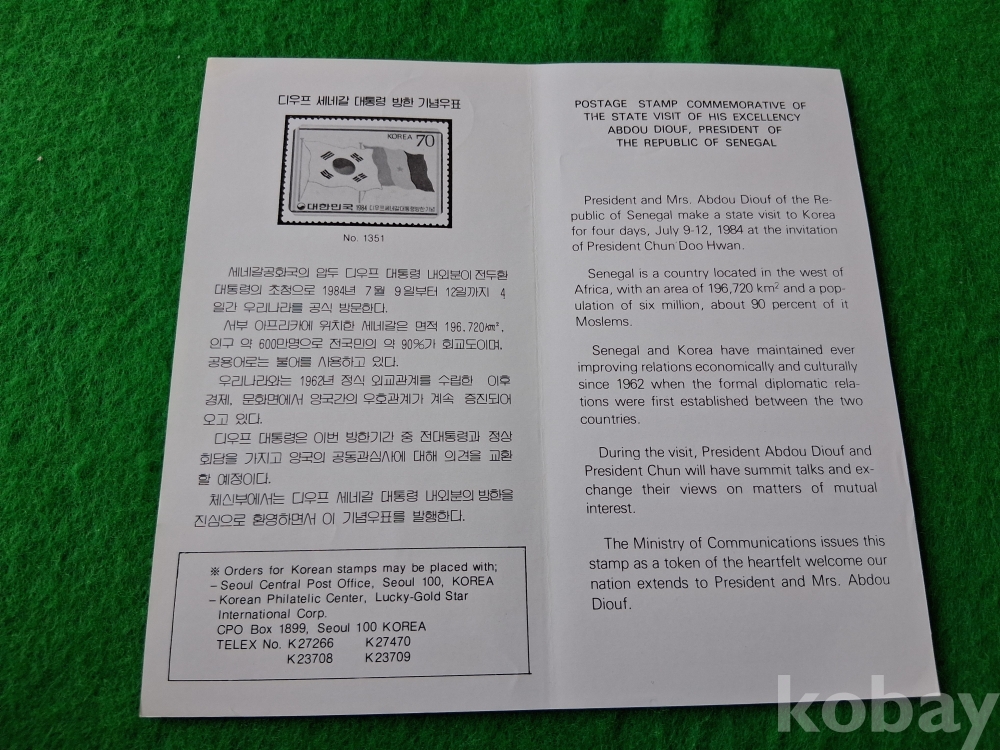 디우프 세네갈 대통령 방한 기념우표
KOREA 70
대한민국 1984 디우프세네갈대통령방한기념
No. 1351
세네갈공화국의 압두 디우프 대통령 내외분이 전두환
대통령의 초청으로 1984년 7월 9일부터 12일까지 4
일간 우리나라를 공식 방문한다.
서부 아프리카에 위치한 세네갈은 면적 196.720㎢,
인구 약 600만명으로 전국민의 약 90%가 회교도이며,
공용어로는 불어를 사용하고 있다.
우리나라와는 1962년 정식 외교관계를 수립한 이후
경제, 문화면에서 양국간의 우호관계가 계속 증진되어
오고 있다.
디우프 대통령은 이번 방한기간 중 전대통령과 정상
회담을 가지고 양국의 공동관심사에 대해 의견을 교환
할 예정이다.
체신부에서는 디우프 세네갈 대통령 내외분의 방한을
진심으로 환영하면서 이 기념우표를 발행한다.
※ Orders for Korean stamps may be placed with;
– Seoul Central Post Office, Seoul 100, KOREA
– Korean Philatelic Center, Lucky-Gold Star
International Corp.
CPO Box 1899, Seoul 100 KOREA
TELEX No. K27266 K27470
K23708 K23709
POSTAGE STAMP COMMEMORATIVE OF
THE STATE VISIT OF HIS EXCELLENCY
ABDOU DIOUF, PRESIDENT OF
THE REPUBLIC OF SENEGAL
President and Mrs. Abdou Diouf of the Re-
public of Senegal make a state visit to Korea
for four days, July 9-12, 1984 at the invitation
of President Chun Doo Hwan.
Senegal is a country located in the west of
Africa, with an area of 196,720 km² and a pop-
ulation of six million, about 90 percent of it
Moslems.
Senegal and Korea have maintained ever
improving relations economically and culturally
since 1962 when the formal diplomatic rela-
tions were first established between the two
countries.
During the visit, President Abdou Diouf and
President Chun will have summit talks and ex-
change their views on matters of mutual
interest.
The Ministry of Communications issues this
stamp as a token of the heartfelt welcome our
nation extends to President and Mrs. Abdou
Diouf.
kobay